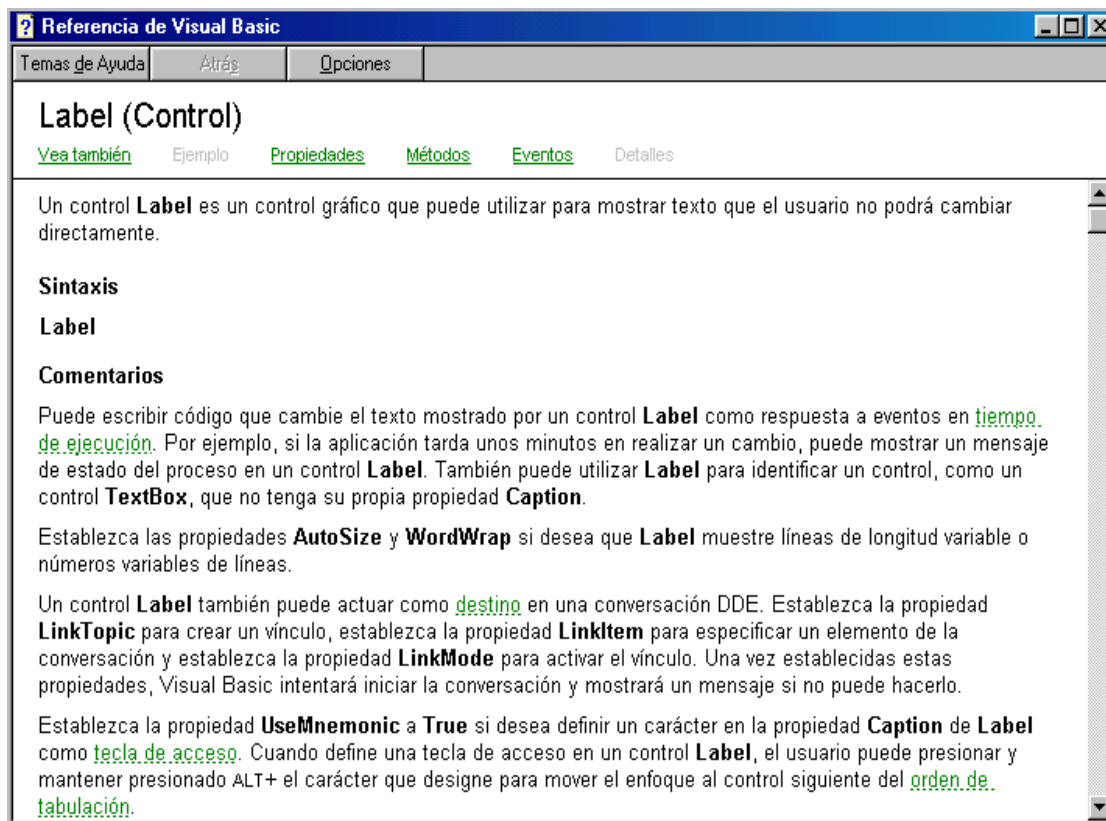 Referencia de Visual Basic
Temas de Ayuda Atrás Opciones
Label (Control)
Vea también Ejemplo Propiedades Métodos Eventos Detalles
Un control Label es un control gráfico que puede utilizar para mostrar texto que el usuario no podrá cambiar
directamente.
Sintaxis
Label
Comentarios
Puede escribir código que cambie el texto mostrado por un control Label como respuesta a eventos en tiempo
de ejecución. Por ejemplo, si la aplicación tarda unos minutos en realizar un cambio, puede mostrar un mensaje
de estado del proceso en un control Label. También puede utilizar Label para identificar un control, como un
control TextBox, que no tenga su propia propiedad Caption.
Establezca las propiedades AutoSize y WordWrap si desea que Label muestre líneas de longitud variable o
números variables de líneas.
Un control Label también puede actuar como destino en una conversación DDE. Establezca la propiedad
LinkTopic para crear un vínculo, establezca la propiedad LinkItem para especificar un elemento de la
conversación y establezca la propiedad LinkMode para activar el vínculo. Una vez establecidas estas
propiedades, Visual Basic intentará iniciar la conversación y mostrará un mensaje si no puede hacerlo.
Establezca la propiedad UseMnemonic a True si desea definir un carácter en la propiedad Caption de Label
como tecla de acceso. Cuando define una tecla de acceso en un control Label, el usuario puede presionar y
mantener presionado ALT+ el carácter que designe para mover el enfoque al control siguiente del orden de
tabulación.